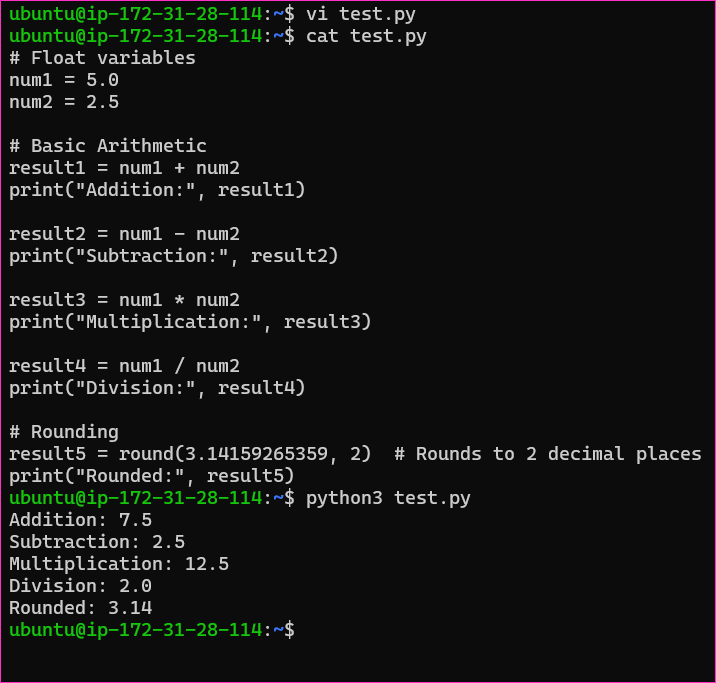 ubuntu@ip-172-31-28-114:~$ vi test.py
ubuntu@ip-172-31-28-114:~$ cat test.py
# Float variables
num1 = 5.0
num2 = 2.5

# Basic Arithmetic
result1 = num1 + num2
print("Addition:", result1)

result2 = num1 - num2
print("Subtraction:", result2)

result3 = num1 * num2
print("Multiplication:", result3)

result4 = num1 / num2
print("Division:", result4)

# Rounding
result5 = round(3.14159265359, 2)  # Rounds to 2 decimal places
print("Rounded:", result5)
ubuntu@ip-172-31-28-114:~$ python3 test.py
Addition: 7.5
Subtraction: 2.5
Multiplication: 12.5
Division: 2.0
Rounded: 3.14
ubuntu@ip-172-31-28-114:~$